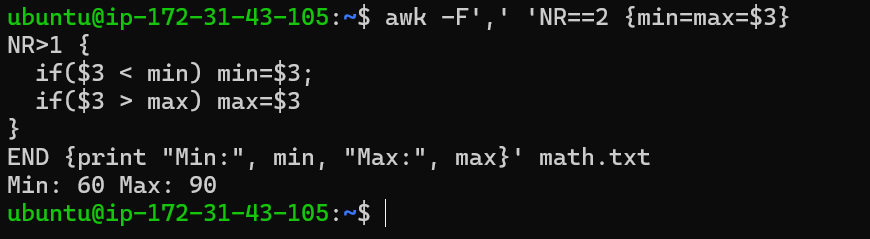 ubuntu@ip-172-31-43-105:~$ awk -F',' 'NR==2 {min=max=$3}
NR>1 {
  if($3 < min) min=$3;
  if($3 > max) max=$3
}
END {print "Min:", min, "Max:", max}' math.txt
Min: 60 Max: 90
ubuntu@ip-172-31-43-105:~$